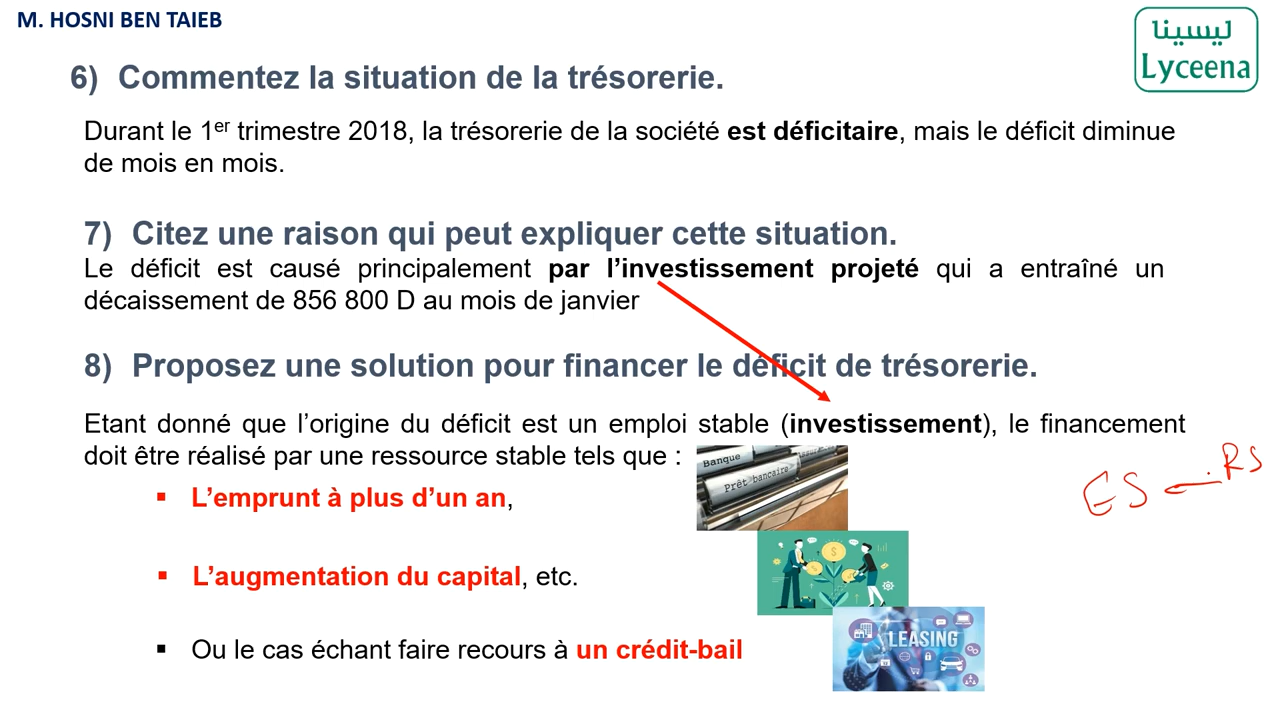 M. HOSNI BEN TAIEB
ليسينا
Lyceena
6) Commentez la situation de la trésorerie.
Durant le 1er trimestre 2018, la trésorerie de la société est déficitaire, mais le déficit diminue
de mois en mois.
7) Citez une raison qui peut expliquer cette situation.
Le déficit est causé principalement par l’investissement projeté qui a entraîné un
décaissement de 856 800 D au mois de janvier
8) Proposez une solution pour financer le déficit de trésorerie.
Etant donné que l’origine du déficit est un emploi stable (investissement), le financement
doit être réalisé par une ressource stable tels que :
Banque
Prêt bancaire
ES RS
▪ L’emprunt à plus d’un an,
▪ L’augmentation du capital, etc.
▪ Ou le cas échant faire recours à un crédit-bail
LEASING